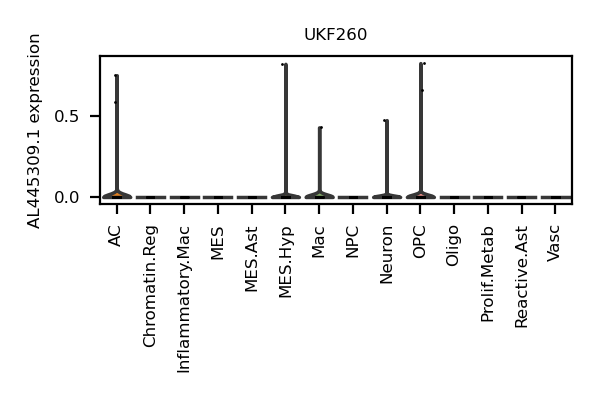 UKF260
AL445309.1 expression
0.5
0.0
AC
Chromatin.Reg
Inflammatory.Mac
MES
MES.Ast
MES.Hyp
Mac
NPC
Neuron
OPC
Oligo
Prolif.Metab
Reactive.Ast
Vasc